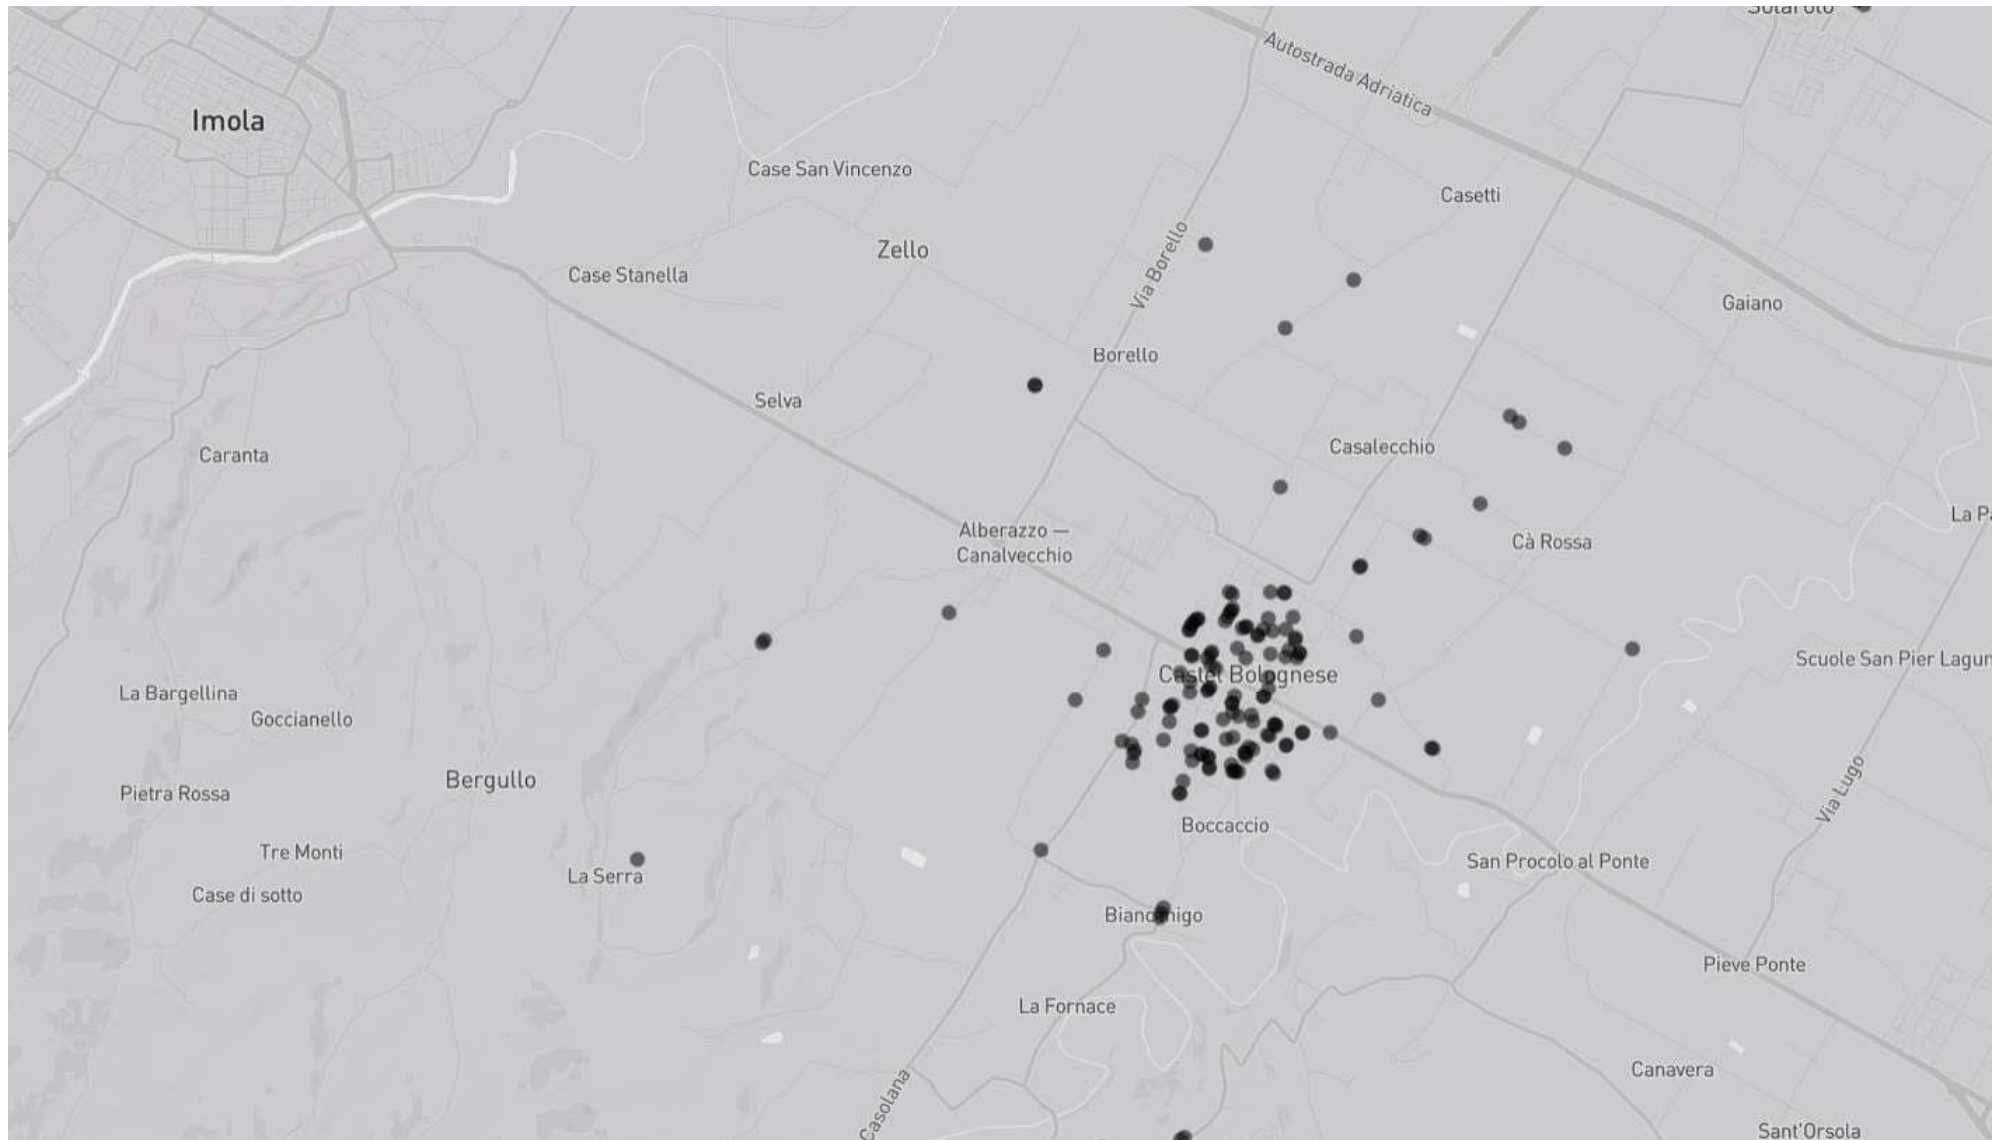 Solarolo
Autostrada Adriatica
Imola
Case San Vincenzo
Casetti
Via Borello
Zello
Case Stanella
Gaiano
Borello
Selva
Casalecchio
Caranta
La P
Alberazzo —
Canalvecchio
Cà Rossa
Scuole San Pier Lagun
Castel Bolognese
La Bargellina
Goccianello
Bergullo
Pietra Rossa
Via Lugo
Boccaccio
Tre Monti
San Procolo al Ponte
La Serra
Case di sotto
Biancanigo
Pieve Ponte
La Fornace
Canavera
Casolana
Sant'Orsola